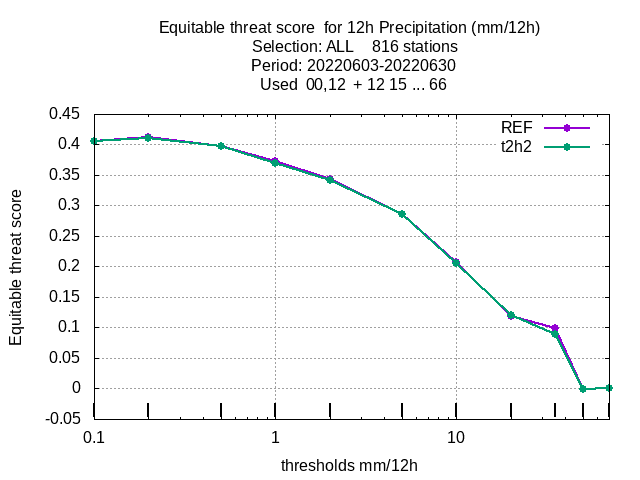 Equitable threat score  for 12h Precipitation (mm/12h)
Selection: ALL    816 stations
Period: 20220603-20220630
Used  00,12  + 12 15 ... 66
REF
t2h2
0.45
0.4
0.35
0.3
0.25
0.2
0.15
0.1
0.05
0
-0.05
Equitable threat score
0.1 1 10
thresholds mm/12h